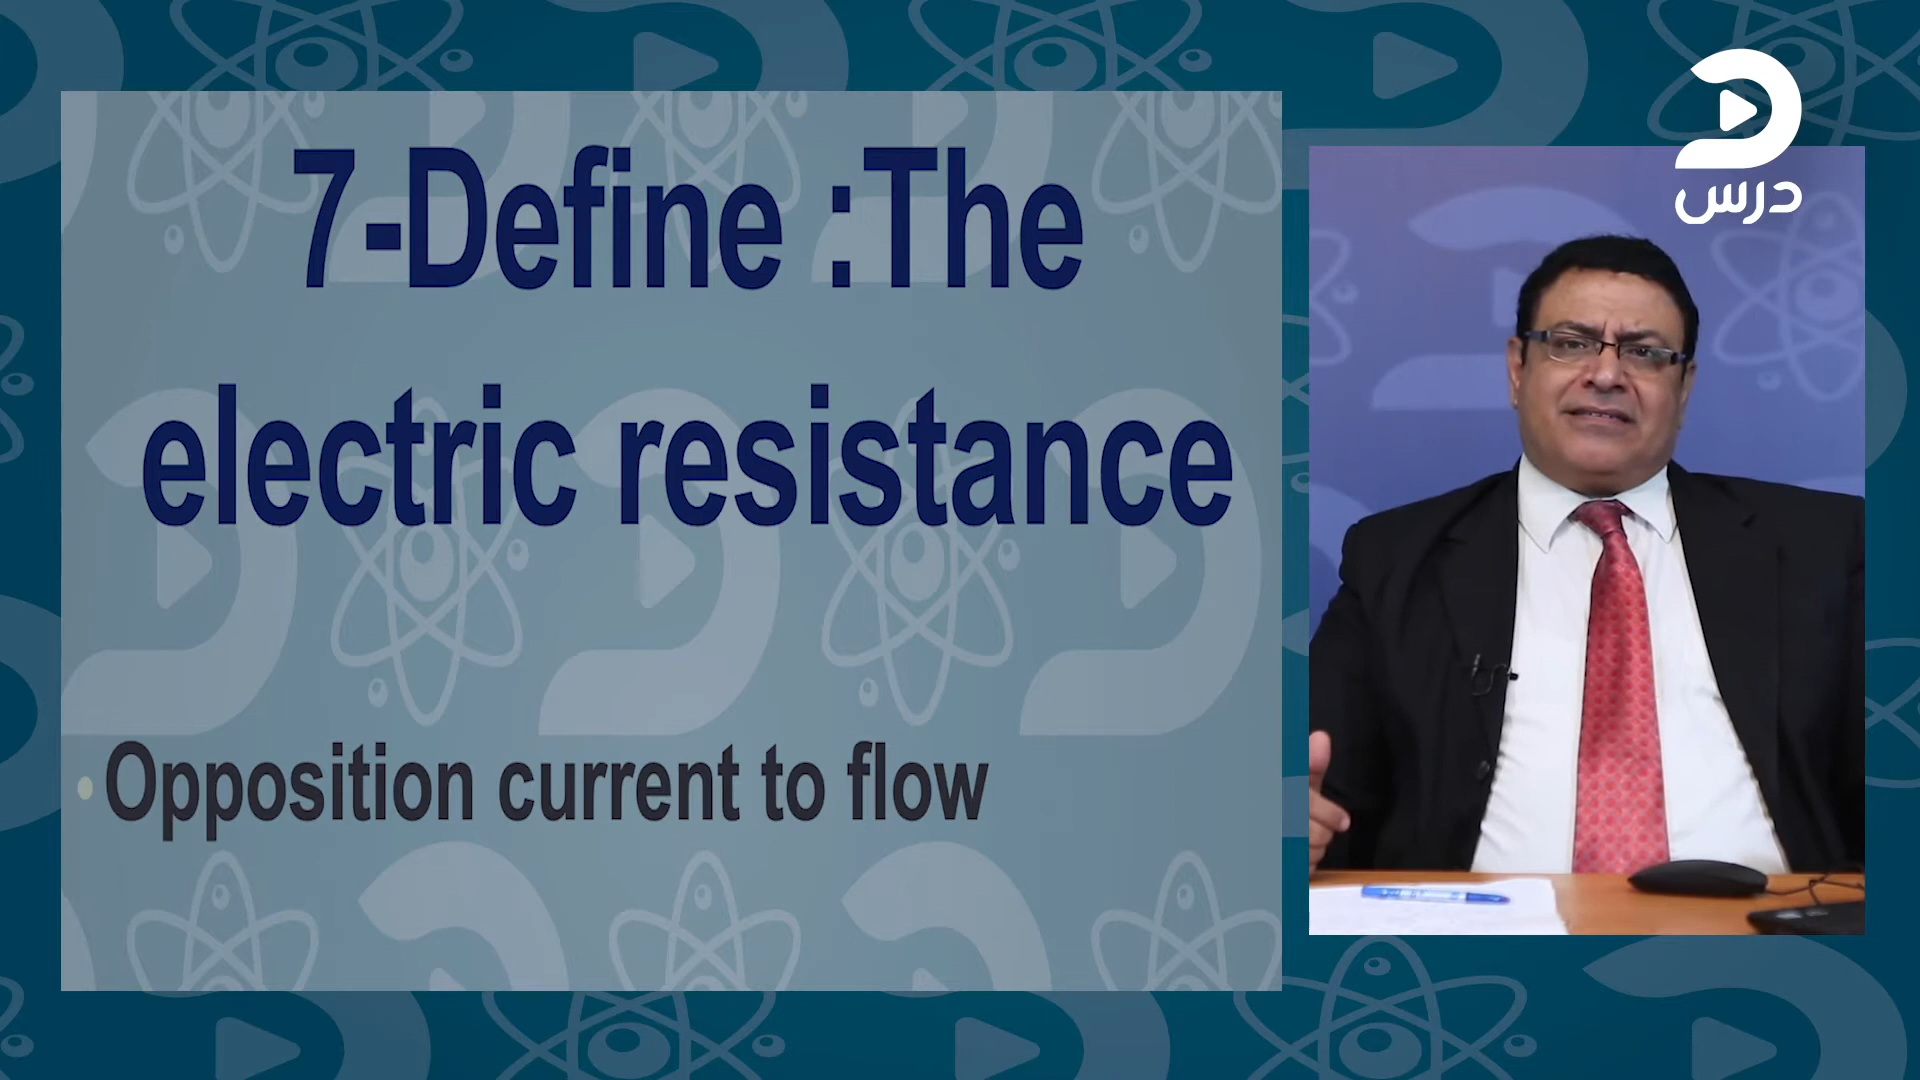 درس
7-Define :The
electric resistance
Opposition current to flow